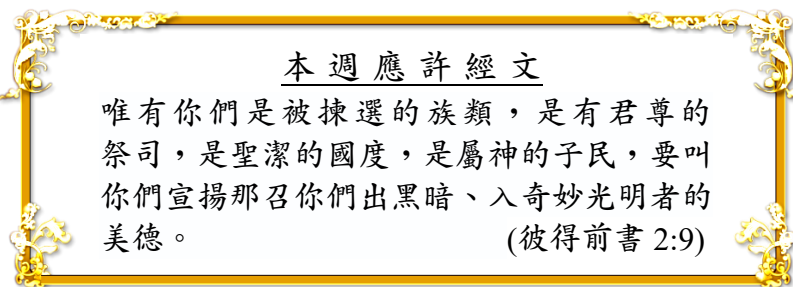 本週應許經文
唯有你們是被揀選的族類，是有君尊的
祭司，是聖潔的國度，是屬神的子民，要叫
你們宣揚那召你們出黑暗、入奇妙光明者的
美德。 (彼得前書 2:9)